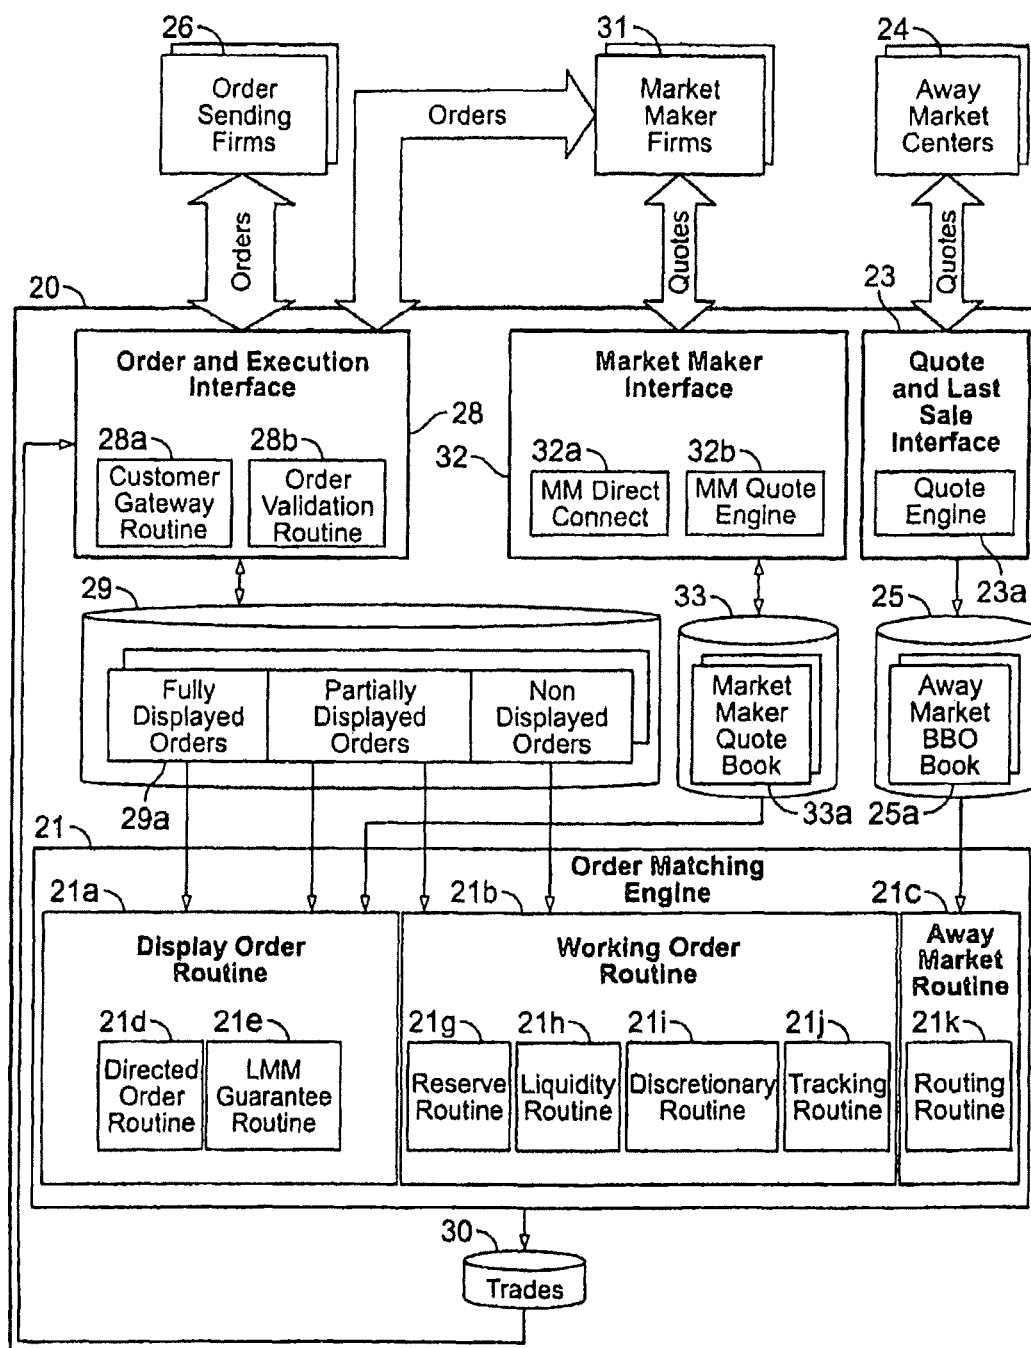 26
Order
Sending
Firms
31
Market
Maker
Firms
24
Away
Market
Centers
Orders
Orders
Quotes
Quotes
20
23
Order and Execution
Interface
28
28a
Customer
Gateway
Routine
28b
Order
Validation
Routine
Market Maker
Interface
32
32a
MM Direct
Connect
32b
MM Quote
Engine
Quote
and Last
Sale
Interface
Quote
Engine
23a
29
Fully
Displayed
Orders
Partially
Displayed
Orders
Non
Displayed
Orders
29a
33
Market
Maker
Quote
Book
33a
25
Away
Market
BBO
Book
25a
21
Order Matching
Engine
21a
Display Order
Routine
21d
Directed
Order
Routine
21e
LMM
Guarantee
Routine
21b
Working Order
Routine
21g
Reserve
Routine
21h
Liquidity
Routine
21i
Discretionary
Routine
21j
Tracking
Routine
21c
Away
Market
Routine
21k
Routing
Routine
30
Trades